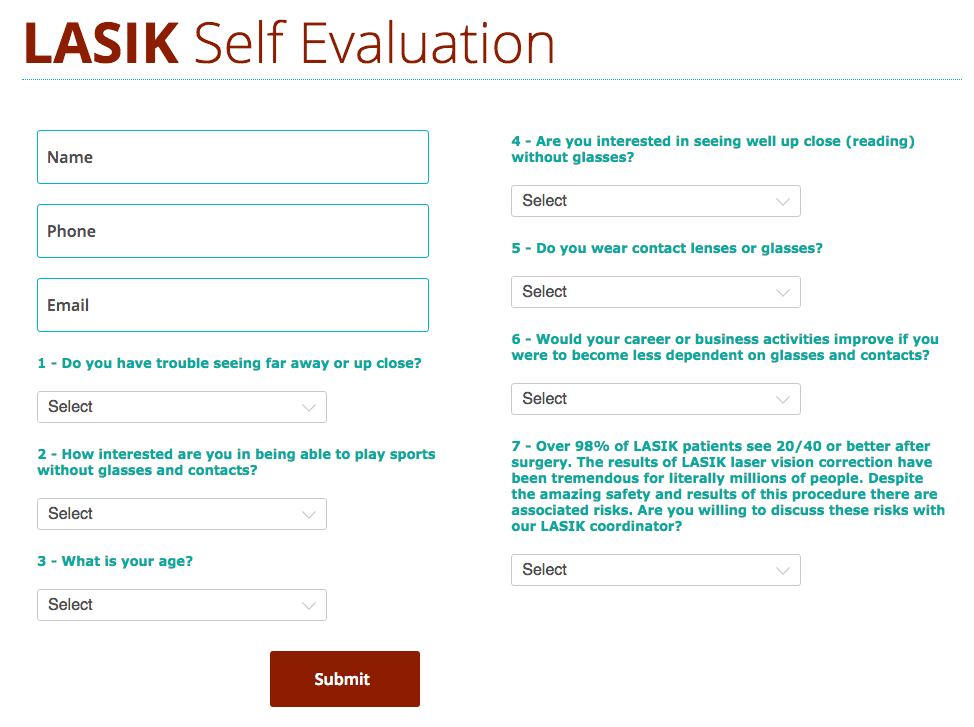 LASIK Self Evaluation
Name
Phone
Email
1 - Do you have trouble seeing far away or up close?
Select
2 - How interested are you in being able to play sports
without glasses and contacts?
Select
3 - What is your age?
Select
4 - Are you interested in seeing well up close (reading)
without glasses?
Select
5 - Do you wear contact lenses or glasses?
Select
6 - Would your career or business activities improve if you
were to become less dependent on glasses and contacts?
Select
7 - Over 98% of LASIK patients see 20/40 or better after
surgery. The results of LASIK laser vision correction have
been tremendous for literally millions of people. Despite
the amazing safety and results of this procedure there are
associated risks. Are you willing to discuss these risks with
our LASIK coordinator?
Select
Submit